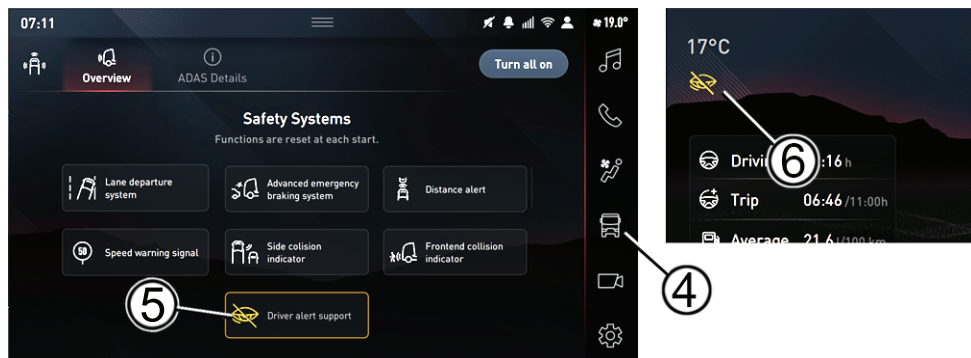 07:11
19.0°
Overview
ADAS Details
Turn all on
Safety Systems
Functions are reset at each start.
Lane departure
system
Advanced emergency
braking system
Distance alert
50
Speed warning signal
Side colision
indicator
Frontend collision
indicator
Driver alert support
5
4
17°C
6
:16 h
Trip 06:46 /11:00h
Average 21.6 l/100 km